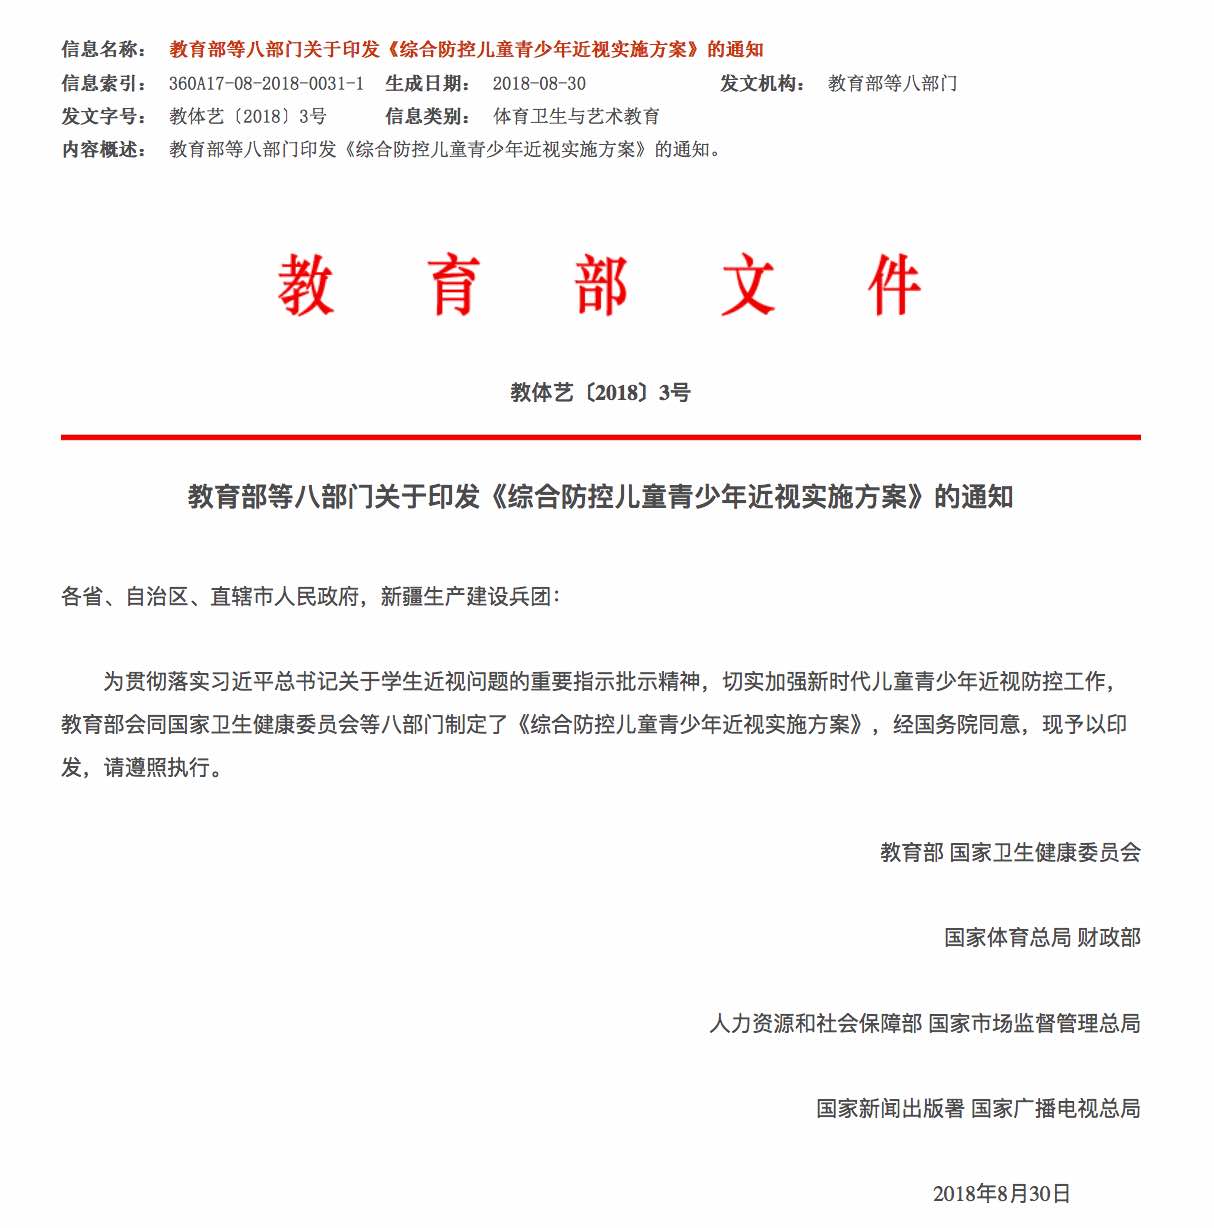 信息名称： 教育部等八部门关于印发《综合防控儿童青少年近视实施方案》的通知
信息索引： 360A17-08-2018-0031-1 生成日期： 2018-08-30 发文机构： 教育部等八部门
发文字号： 教体艺〔2018〕3号 信息类别： 体育卫生与艺术教育
内容概述： 教育部等八部门印发《综合防控儿童青少年近视实施方案》的通知。
教育部文件
教体艺〔2018〕3号
教育部等八部门关于印发《综合防控儿童青少年近视实施方案》的通知
各省、自治区、直辖市人民政府，新疆生产建设兵团：
为贯彻落实习近平总书记关于学生近视问题的重要指示批示精神，切实加强新时代儿童青少年近视防控工作，
教育部会同国家卫生健康委员会等八部门制定了《综合防控儿童青少年近视实施方案》，经国务院同意，现予以印
发，请遵照执行。
教育部 国家卫生健康委员会
国家体育总局 财政部
人力资源和社会保障部 国家市场监督管理总局
国家新闻出版署 国家广播电视总局
2018年8月30日